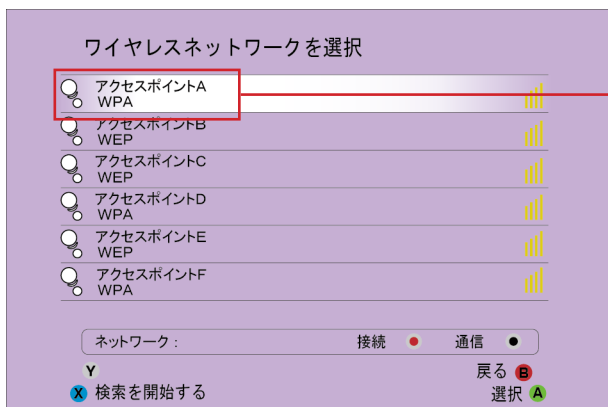 ワイヤレスネットワークを選択
アクセスポイントA
WPA
アクセスポイントB
WEP
アクセスポイントC
WEP
アクセスポイントD
WPA
アクセスポイントE
WEP
アクセスポイントF
WPA
ネットワーク: 接続 通信
Y 戻る B
X 検索を開始する 選択 A